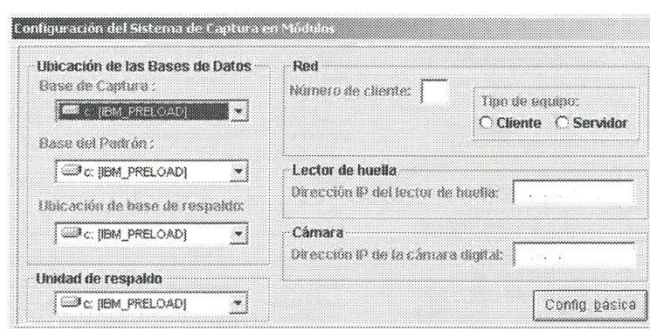 Configuración del Sistema de Captura en Módulos
Ubicación de las Bases de Datos
Base de Captura :
c: [IBM_PRELOAD]
Base del Padrón :
c: [IBM_PRELOAD]
Ubicación de base de respaldo:
c: [IBM_PRELOAD]
Unidad de respaldo
c: [IBM_PRELOAD]
Red
Número de cliente:
Tipo de equipo:
Cliente Servidor
Lector de huella
Dirección IP del lector de huella:
Cámara
Dirección IP de la cámara digital:
Config. básica